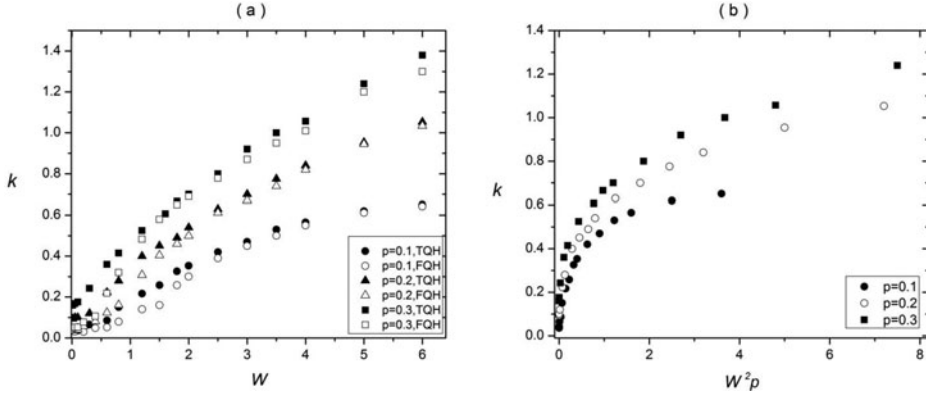 ( a )
1.4
1.2
1.0
0.8
0.6
0.4
0.2
0.0
k
0
1
2
3
4
5
6
W
p=0.1,TQH
p=0.1,FQH
p=0.2,TQH
p=0.2,FQH
p=0.3,TQH
p=0.3,FQH
( b )
1.4
1.2
1.0
0.8
0.6
0.4
0.2
0.0
k
0
2
4
6
8
W²p
p=0.1
p=0.2
p=0.3